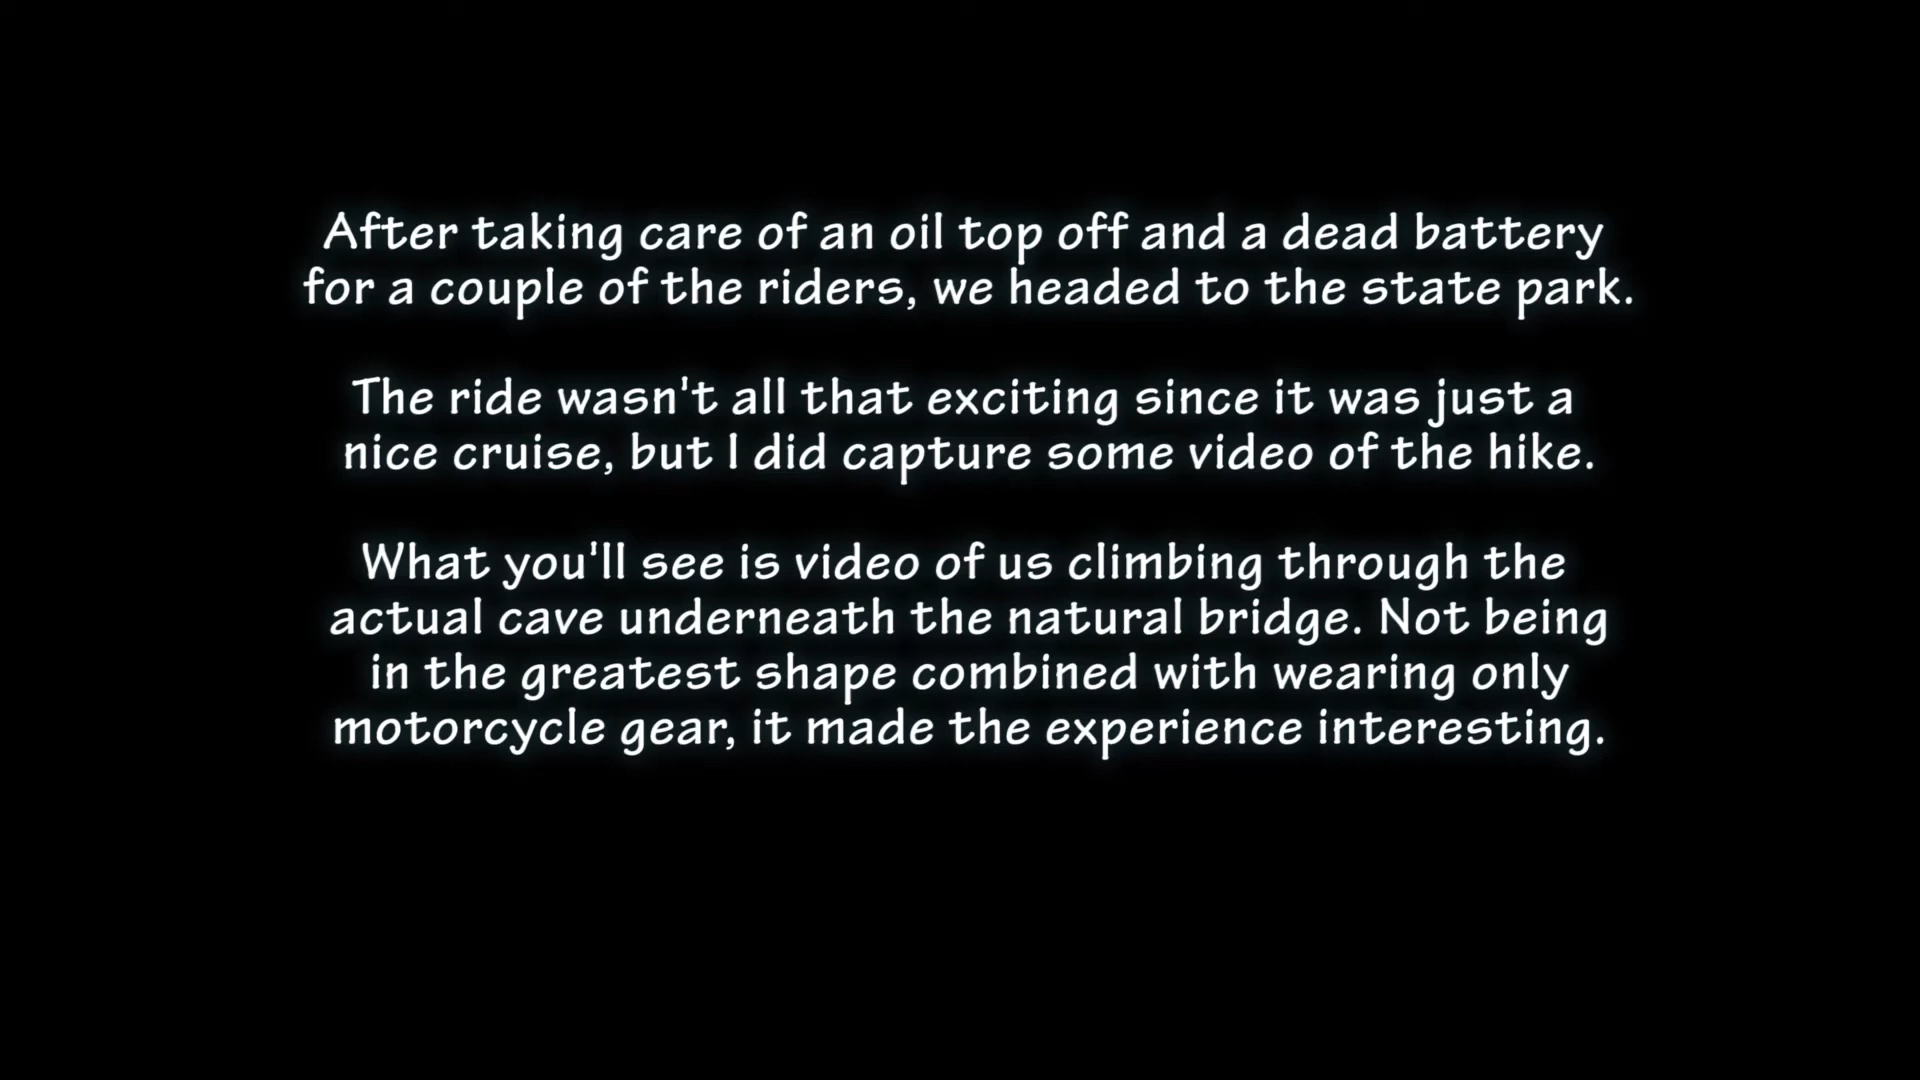 After taking care of an oil top off and a dead battery
for a couple of the riders, we headed to the state park.
The ride wasn't all that exciting since it was just a
nice cruise, but I did capture some video of the hike.
What you'll see is video of us climbing through the
actual cave underneath the natural bridge. Not being
in the greatest shape combined with wearing only
motorcycle gear, it made the experience interesting.